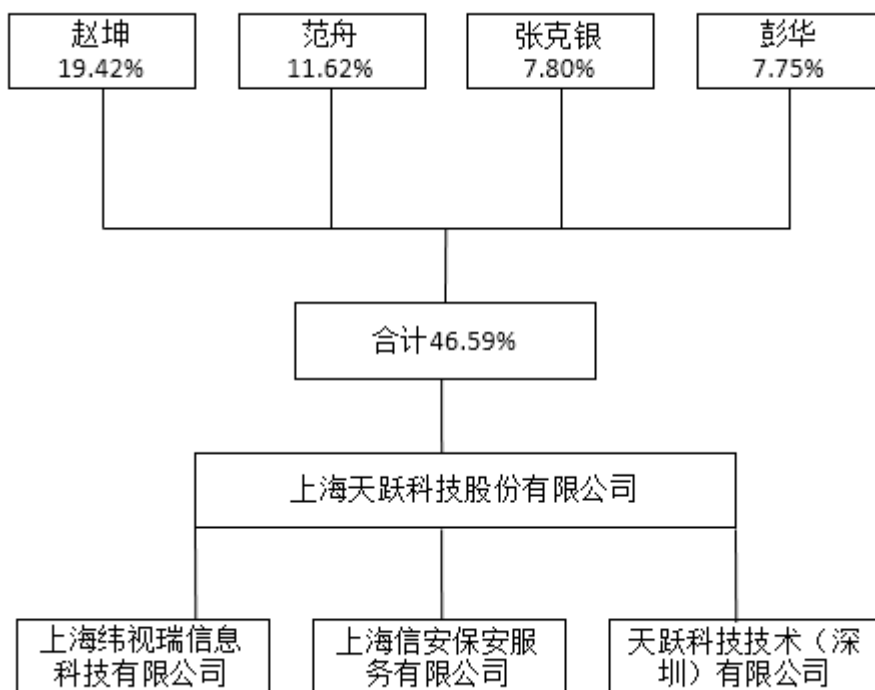 赵坤
19.42%
范舟
11.62%
张克银
7.80%
彭华
7.75%
合计46.59%
上海天跃科技股份有限公司
上海纬视瑞信息
科技有限公司
上海信安保安服
务有限公司
天跃科技技术（深
圳）有限公司